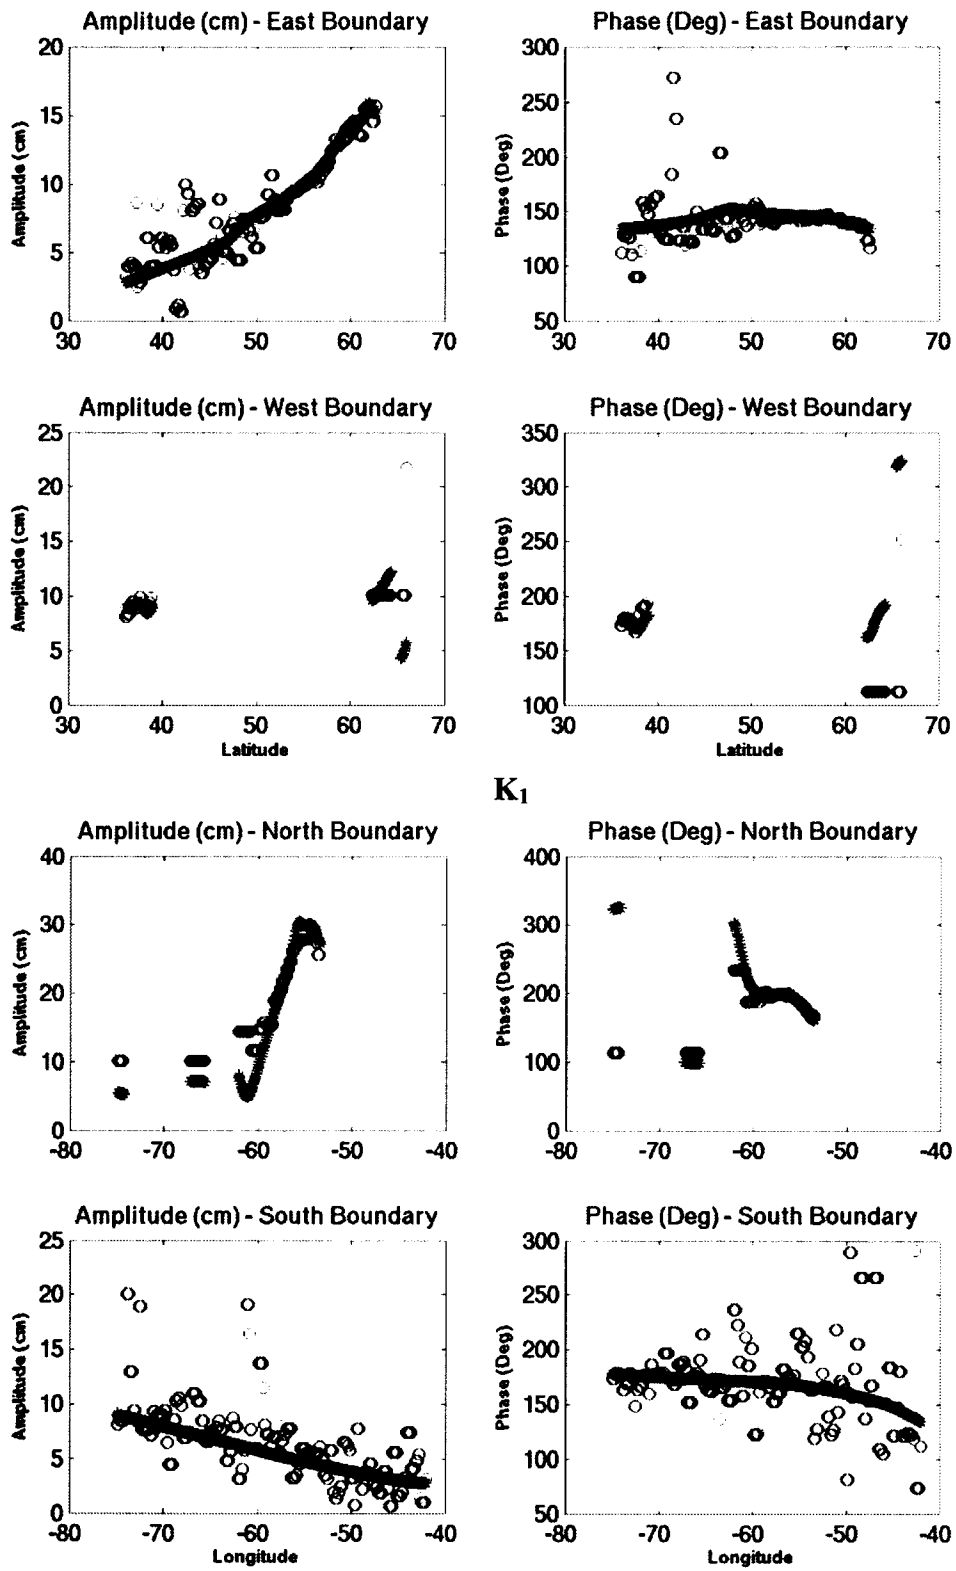 Amplitude (cm) - East Boundary
Amplitude (cm)
20
15
10
5
0
30 40 50 60 70
Phase (Deg) - East Boundary
Phase (Deg)
300
250
200
150
100
50
30 40 50 60 70
Amplitude (cm) - West Boundary
Amplitude (cm)
25
20
15
10
5
0
30 40 50 60 70
Latitude
Phase (Deg) - West Boundary
Phase (Deg)
350
300
250
200
150
100
30 40 50 60 70
Latitude
K1
Amplitude (cm) - North Boundary
Amplitude (cm)
40
30
20
10
0
-80 -70 -60 -50 -40
Phase (Deg) - North Boundary
Phase (Deg)
400
300
200
100
0
-80 -70 -60 -50 -40
Amplitude (cm) - South Boundary
Amplitude (cm)
25
20
15
10
5
0
-80 -70 -60 -50 -40
Longitude
Phase (Deg) - South Boundary
Phase (Deg)
300
250
200
150
100
50
-80 -70 -60 -50 -40
Longitude